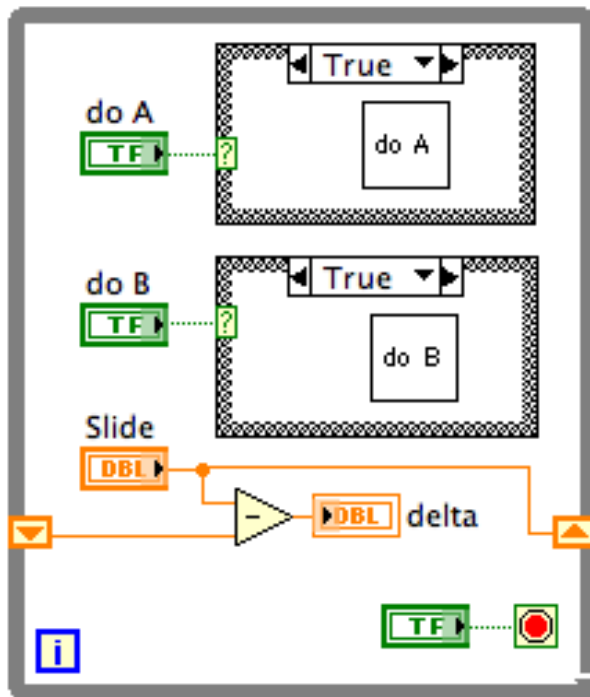 True
do A
TF
?
do A
True
do B
TF
?
do B
Slide
DBL
DBL
delta
TF
i